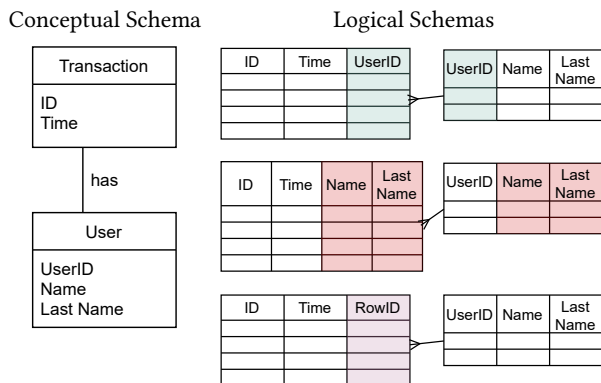 Conceptual Schema
Transaction
ID
Time
has
User
UserID
Name
Last Name
Logical Schemas
ID Time UserID
UserID Name Last Name
ID Time Name Last Name
UserID Name Last Name
ID Time RowID
UserID Name Last Name